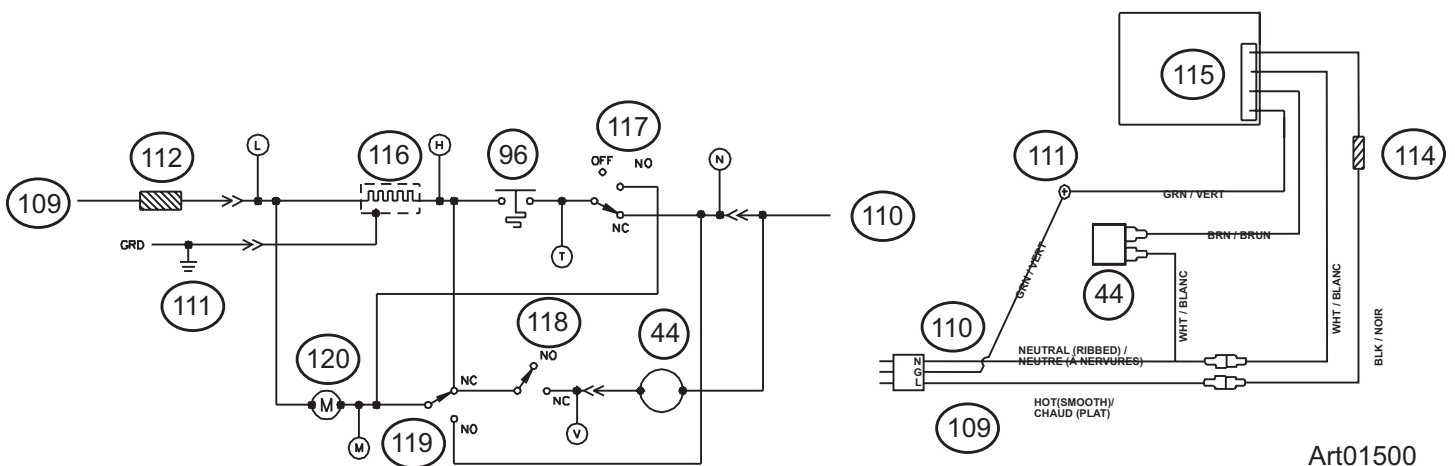 115
117
112
L
116
H
96
OFF
NO
N
111
114
109
GRN / VERT
110
NC
GRD
BRN / BRUN
T
GRN / VERT
44
111
WHT / BLANC
WHT / BLANC
BLK / NOIR
118
44
110
120
NO
NEUTRAL (RIBBED) /
NEUTRE (À NERVURES)
N
G
L
NC
M
NC
HOT(SMOOTH)/
CHAUD (PLAT)
109
NO
M
119
V
Art01500